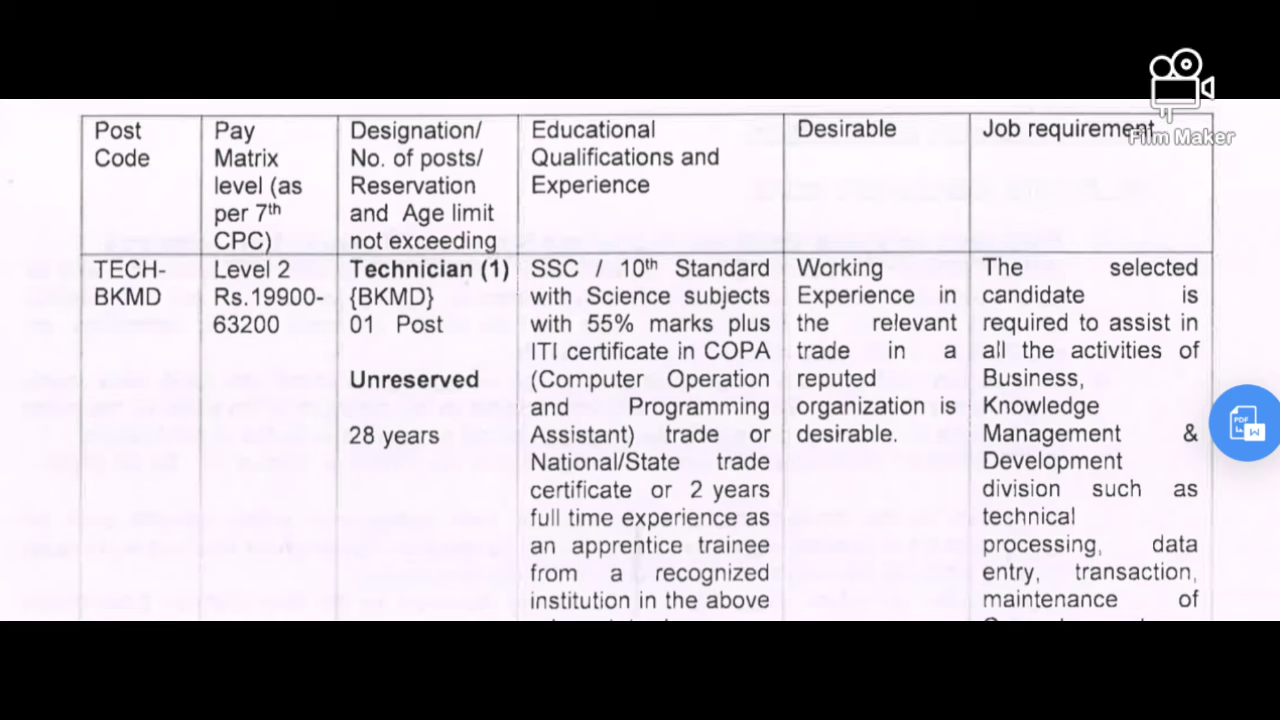 Film Maker
Post
Code
Pay
Matrix
level (as
per 7th
CPC)
Designation/
No. of posts/
Reservation
and Age limit
not exceeding
Educational
Qualifications and
Experience
Desirable
Job requirement
TECH-
BKMD
Level 2
Rs.19900-
63200
Technician (1)
{BKMD}
01 Post
Unreserved
28 years
SSC / 10th Standard
with Science subjects
with 55% marks plus
ITI certificate in COPA
(Computer Operation
and Programming
Assistant) trade or
National/State trade
certificate or 2 years
full time experience as
an apprentice trainee
from a recognized
institution in the above
Working
Experience in
the relevant
trade in a
reputed
organization is
desirable.
The selected
candidate is
required to assist in
all the activities of
Business,
Knowledge
Management &
Development
division such as
technical
processing, data
entry, transaction,
maintenance of
PDF
W